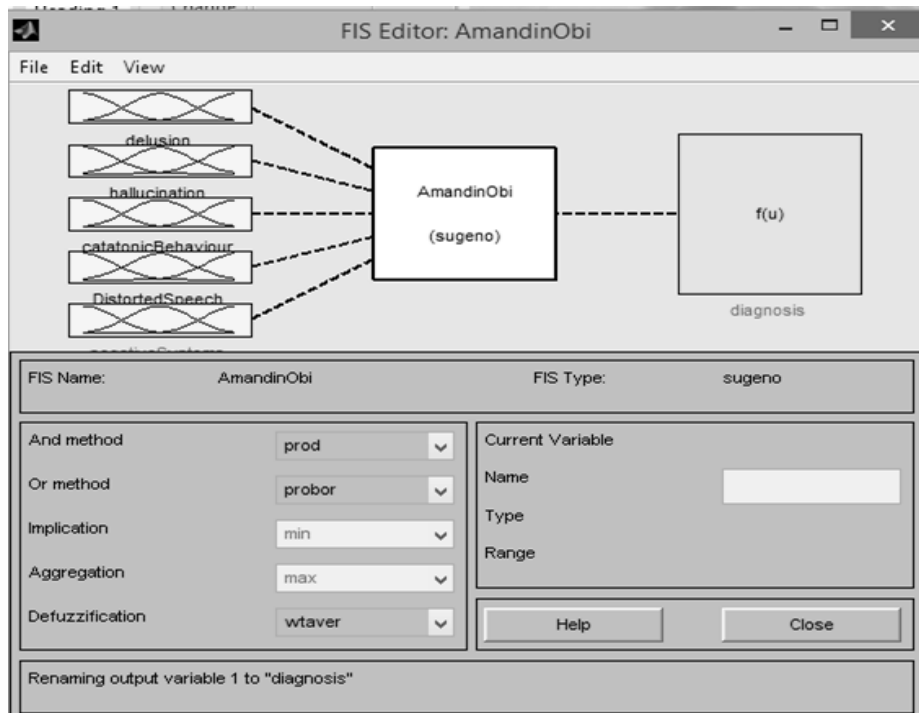 FIS Editor: AmandinObi
File Edit View
delusion
hallucination
catatonicBehaviour
DistortedSpeech
AmandinObi
(sugeno)
f(u)
diagnosis
FIS Name: AmandinObi FIS Type: sugeno
And method prod
Or method probor
Implication min
Aggregation max
Defuzzification wtaver
Current Variable
Name
Type
Range
Help Close
Renaming output variable 1 to "diagnosis"